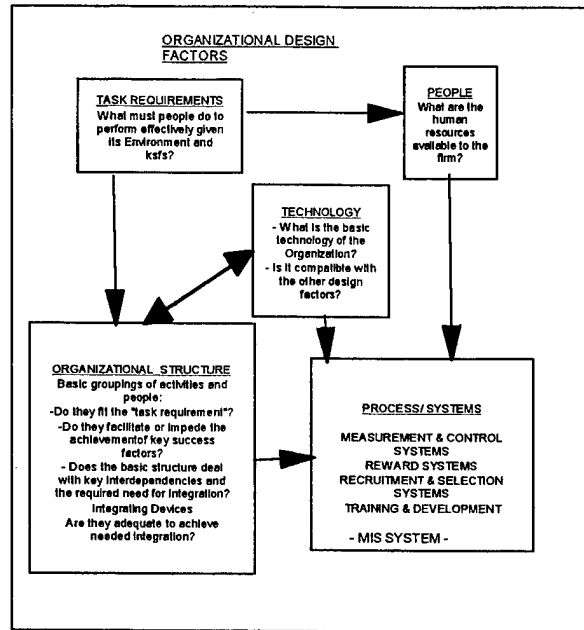 ORGANIZATIONAL DESIGN
FACTORS
TASK REQUIREMENTS
What must people do to
perform effectively given
its Environment and
ksfs?
PEOPLE
What are the
human
resources
available to the
firm?
TECHNOLOGY
- What is the basic
technology of the
Organization?
- Is it compatible with
the other design
factors?
ORGANIZATIONAL STRUCTURE
Basic groupings of activities and
people:
-Do they fit the "task requirement"?
-Do they facilitate or impede the
achievementof key success
factors?
- Does the basic structure deal
with key interdependencies and
the required need for integration?
Integrating Devices
Are they adequate to achieve
needed integration?
PROCESS/ SYSTEMS
MEASUREMENT & CONTROL
SYSTEMS
REWARD SYSTEMS
RECRUITMENT & SELECTION
SYSTEMS
TRAINING & DEVELOPMENT
- MIS SYSTEM -